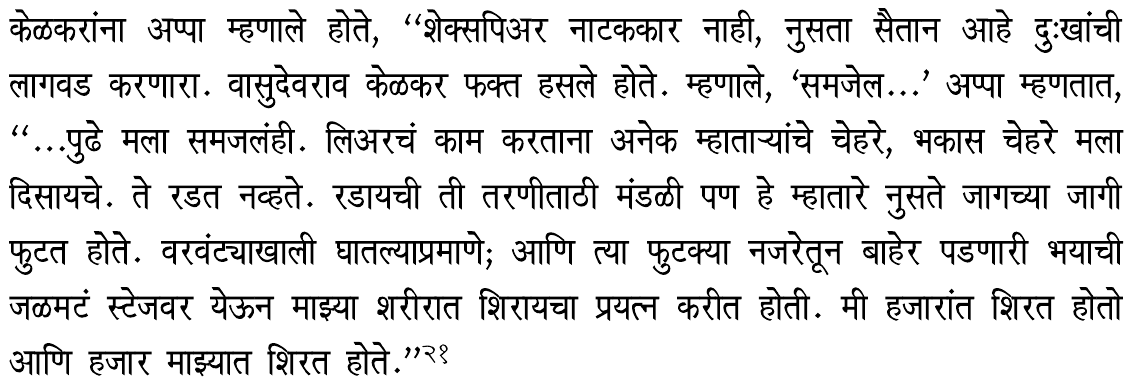 केळकरांना अप्पा म्हणाले होते, “शेक्सपिअर नाटककार नाही, नुसता सैतान आहे दुःखांची
लागवड करणारा. वासुदेवराव केळकर फक्त हसले होते. म्हणाले, ‘समजेल...’ अप्पा म्हणतात,
“...पुढे मला समजलंही. लिअरचं काम करताना अनेक म्हाताऱ्यांचे चेहरे, भकास चेहरे मला
दिसायचे. ते रडत नव्हते. रडायची ती तरणीताठी मंडळी पण हे म्हातारे नुसते जागच्या जागी
फुटत होते. वरवंट्याखाली घातल्याप्रमाणे; आणि त्या फुटक्या नजरेतून बाहेर पडणारी भयाची
जळमटं स्टेजवर येऊन माझ्या शरीरात शिरायचा प्रयत्न करीत होती. मी हजारांत शिरत होतो
आणि हजार माझ्यात शिरत होते.”२१